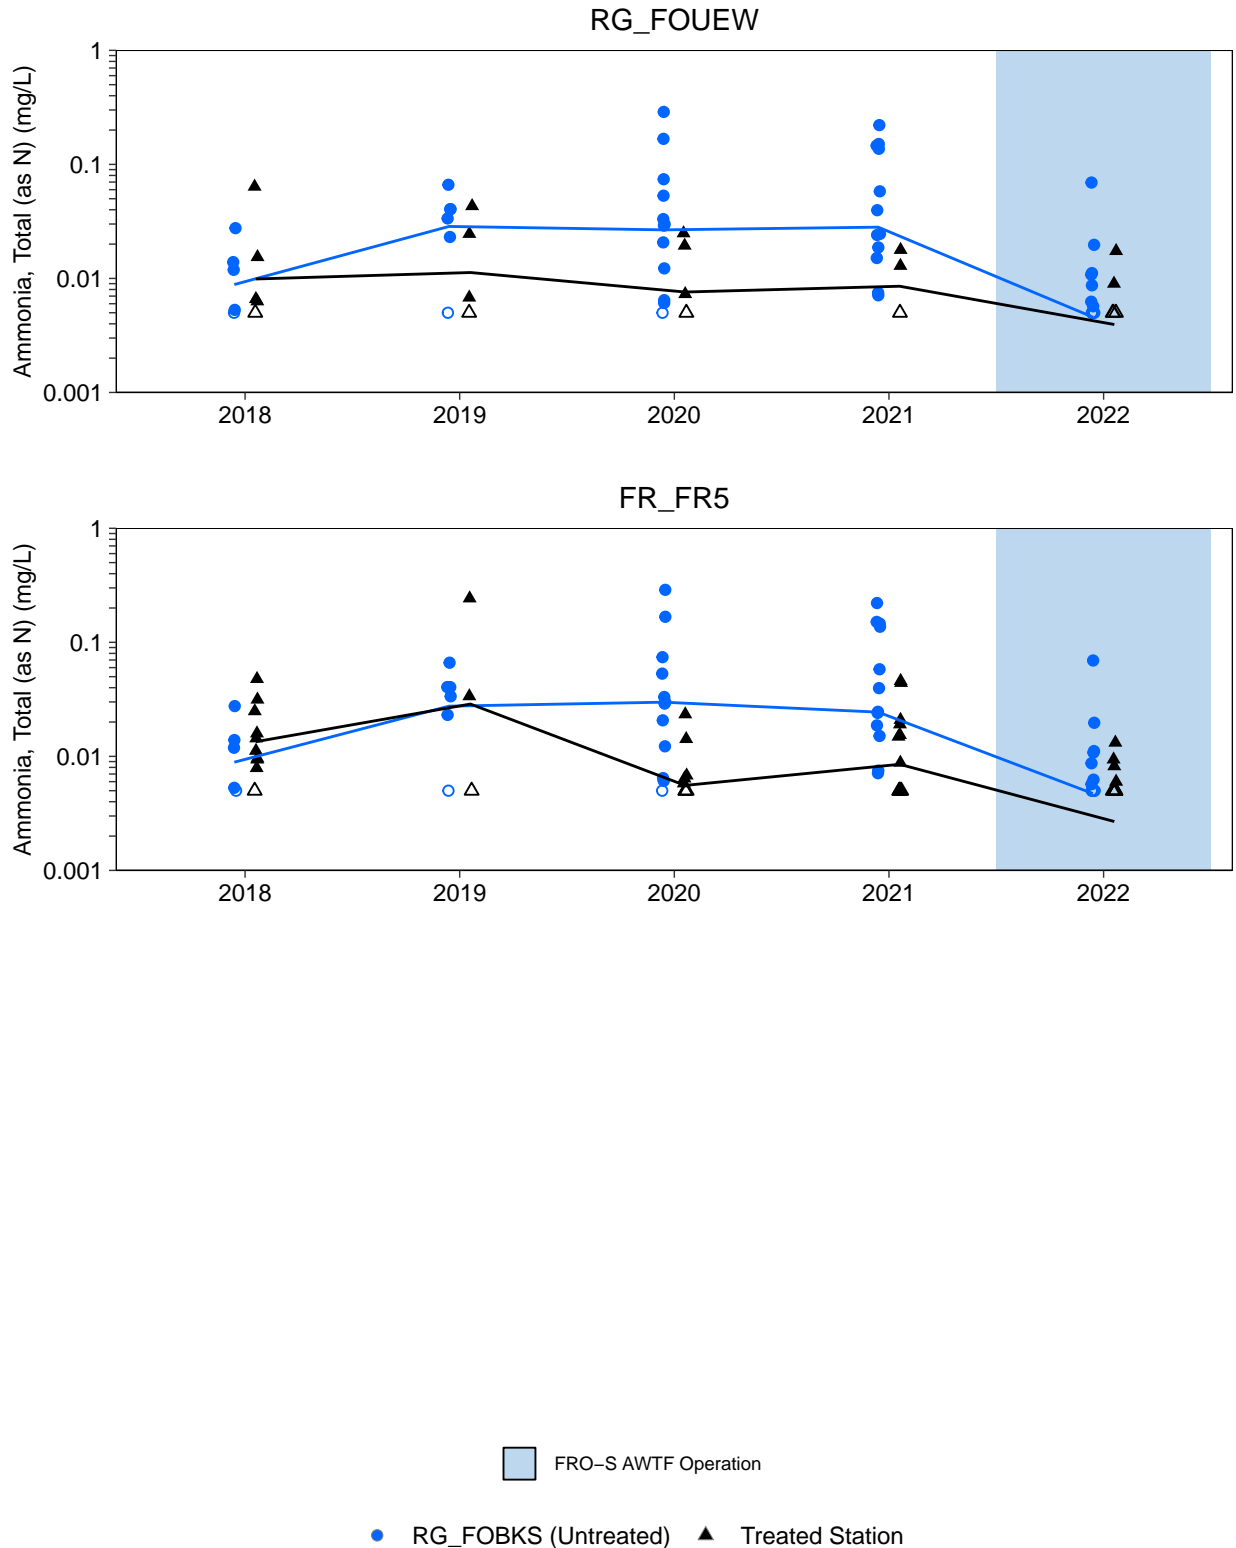 RG_FOUEW
Ammonia, Total (as N) (mg/L)
1
0.1
0.01
0.001
2018 2019 2020 2021 2022
FR_FR5
Ammonia, Total (as N) (mg/L)
1
0.1
0.01
0.001
2018 2019 2020 2021 2022
FRO−S AWTF Operation
RG_FOBKS (Untreated) Treated Station